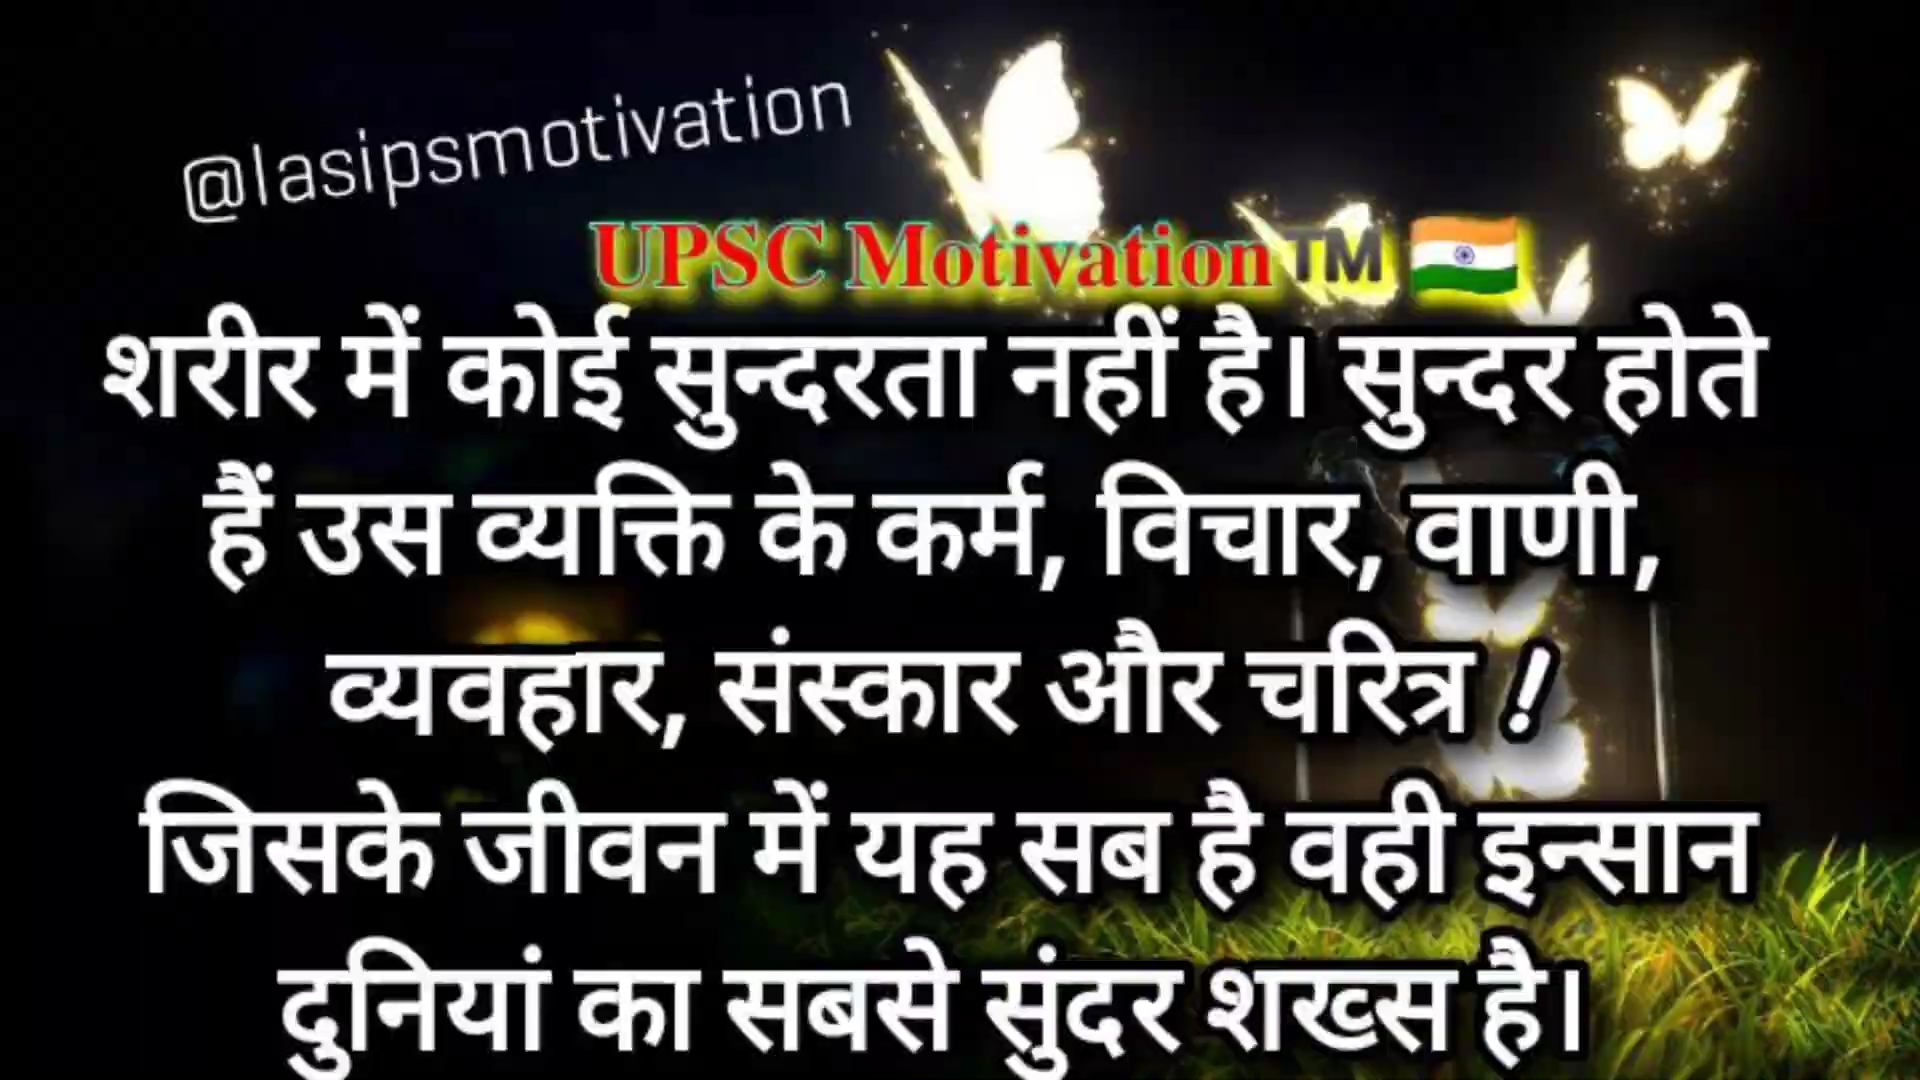 @lasipsmotivation
UPSC Motivation™ 🇮🇳
शरीर में कोई सुन्दरता नहीं है। सुन्दर होते
हैं उस व्यक्ति के कर्म, विचार, वाणी,
व्यवहार, संस्कार और चरित्र !
जिसके जीवन में यह सब है वही इन्सान
दुनियां का सबसे सुंदर शख्स है।